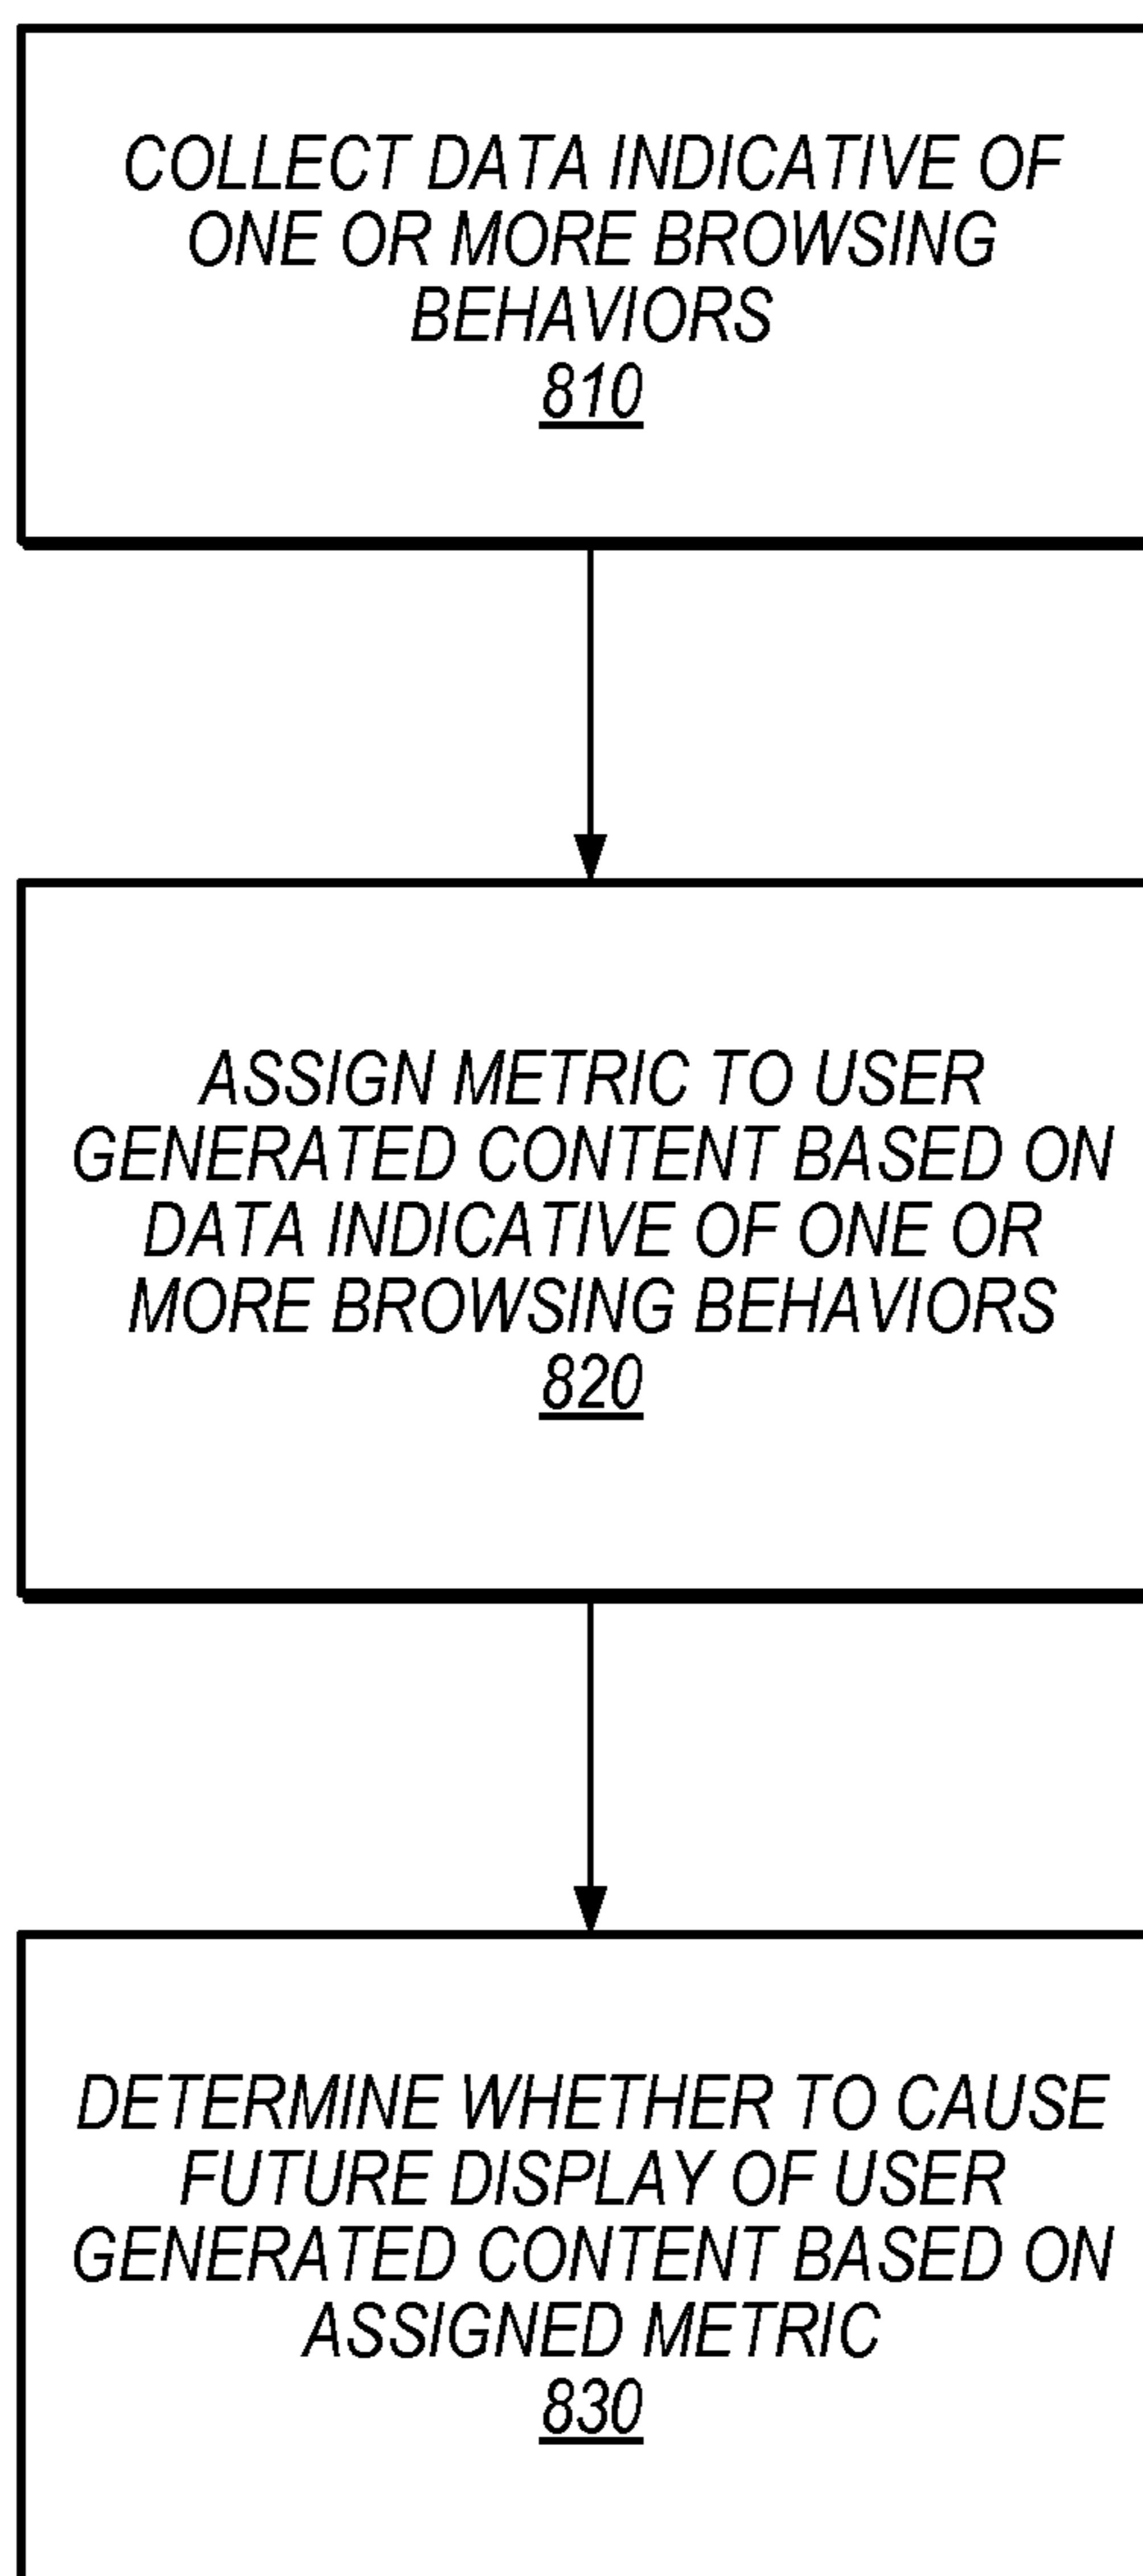 COLLECT DATA INDICATIVE OF
ONE OR MORE BROWSING
BEHAVIORS
810
ASSIGN METRIC TO USER
GENERATED CONTENT BASED ON
DATA INDICATIVE OF ONE OR
MORE BROWSING BEHAVIORS
820
DETERMINE WHETHER TO CAUSE
FUTURE DISPLAY OF USER
GENERATED CONTENT BASED ON
ASSIGNED METRIC
830